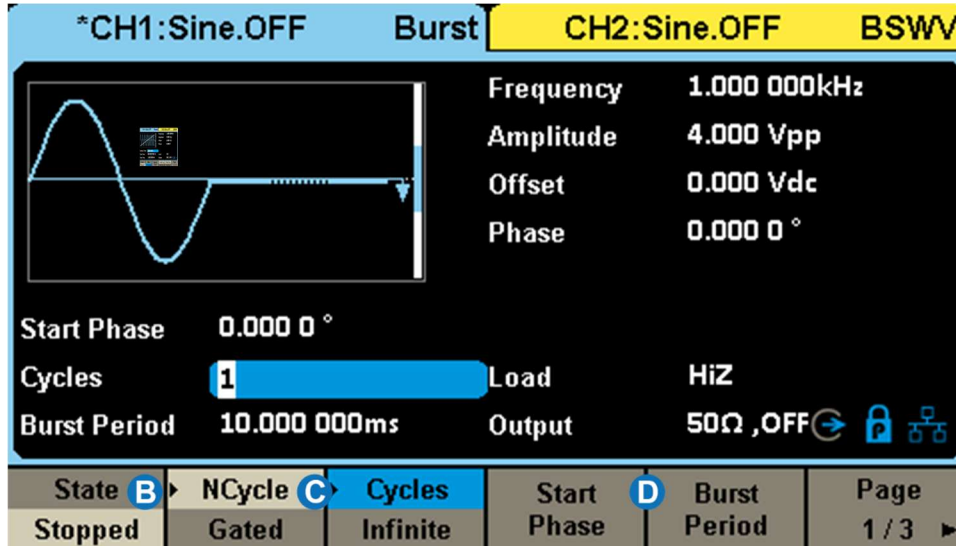 *CH1:Sine.OFF Burst CH2:Sine.OFF BSWV
Frequency 1.000 000kHz
Amplitude 4.000 Vpp
Offset 0.000 Vdc
Phase 0.000 0 °
Start Phase 0.000 0 °
Cycles 1 Load HiZ
Burst Period 10.000 000ms Output 50Ω ,OFF P
State B NCycle C Cycles Start D Burst Page
Stopped Gated Infinite Phase Period 1 / 3